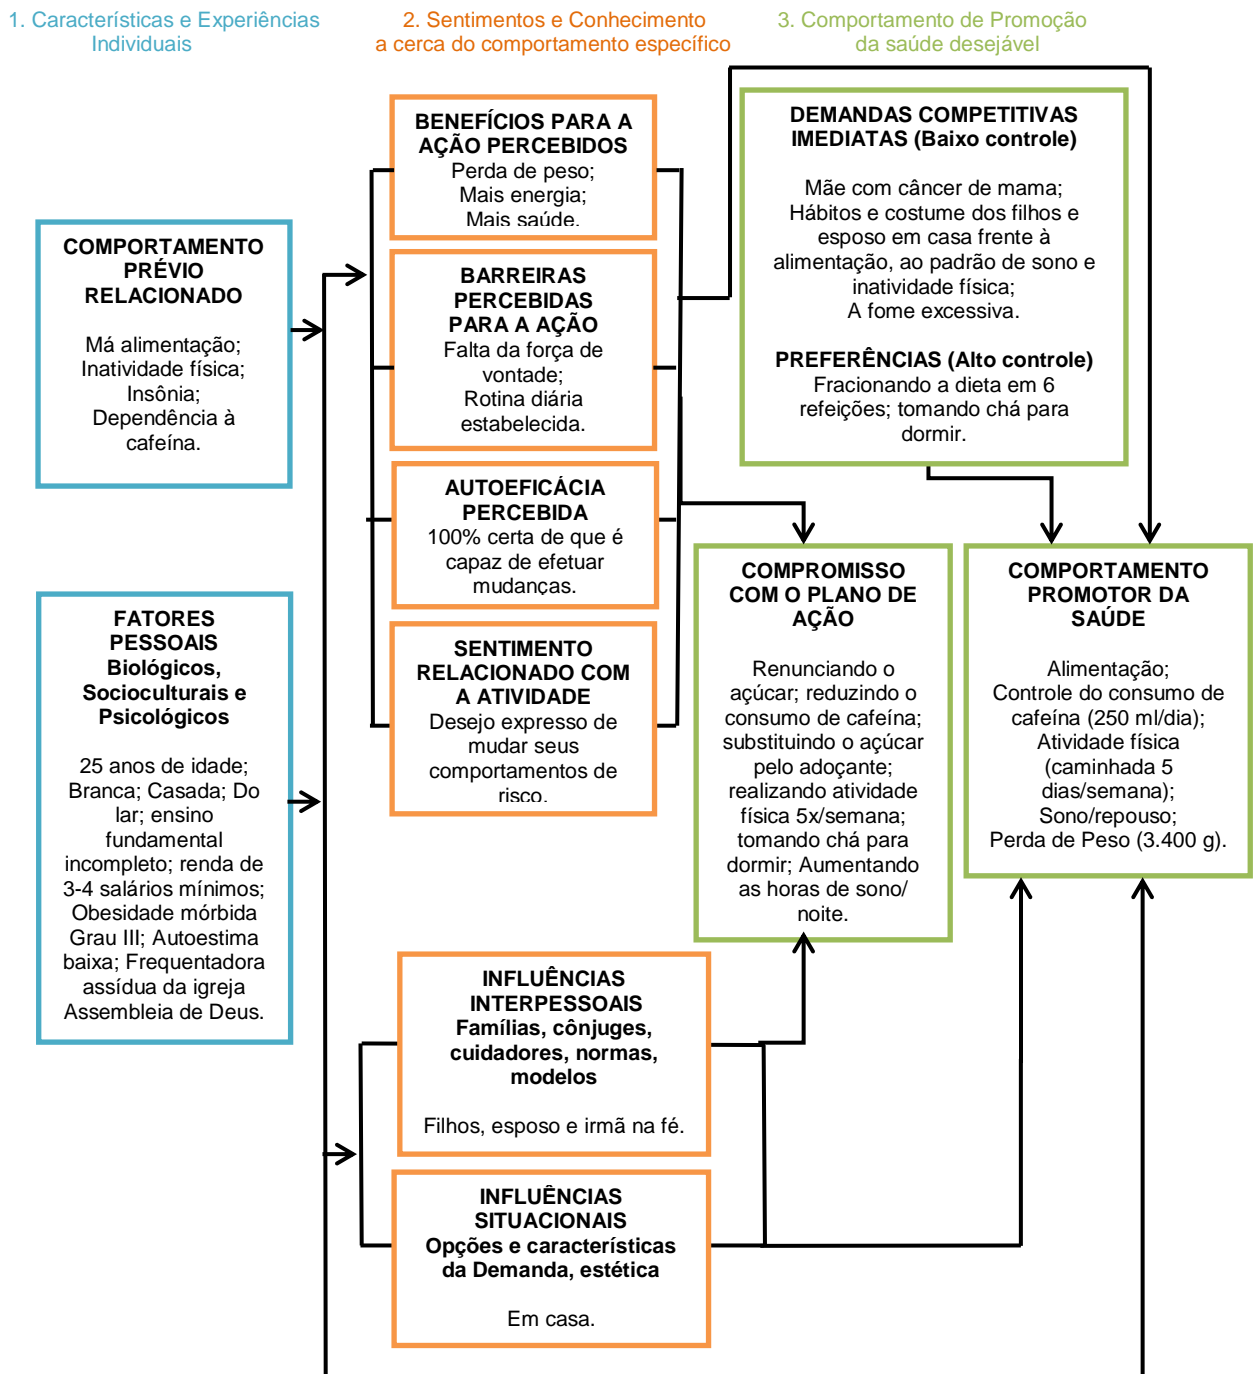 1. Características e Experiências
Individuais
2. Sentimentos e Conhecimento
a cerca do comportamento específico
3. Comportamento de Promoção
da saúde desejável
COMPORTAMENTO
PRÉVIO
RELACIONADO
Má alimentação;
Inatividade física;
Insônia;
Dependência à
cafeína.
FATORES
PESSOAIS
Biológicos,
Socioculturais e
Psicológicos
25 anos de idade;
Branca; Casada; Do
lar; ensino
fundamental
incompleto; renda de
3-4 salários mínimos;
Obesidade mórbida
Grau III; Autoestima
baixa; Frequentadora
assídua da igreja
Assembleia de Deus.
BENEFÍCIOS PARA A
AÇÃO PERCEBIDOS
Perda de peso;
Mais energia;
Mais saúde.
BARREIRAS
PERCEBIDAS
PARA A AÇÃO
Falta da força de
vontade;
Rotina diária
estabelecida.
AUTOEFICÁCIA
PERCEBIDA
100% certa de que é
capaz de efetuar
mudanças.
SENTIMENTO
RELACIONADO COM
A ATIVIDADE
Desejo expresso de
mudar seus
comportamentos de
risco.
INFLUÊNCIAS
INTERPESSOAIS
Famílias, cônjuges,
cuidadores, normas,
modelos
Filhos, esposo e irmã na fé.
INFLUÊNCIAS
SITUACIONAIS
Opções e características
da Demanda, estética
Em casa.
DEMANDAS COMPETITIVAS
IMEDIATAS (Baixo controle)
Mãe com câncer de mama;
Hábitos e costume dos filhos e
esposo em casa frente à
alimentação, ao padrão de sono e
inatividade física;
A fome excessiva.
PREFERÊNCIAS (Alto controle)
Fracionando a dieta em 6
refeições; tomando chá para
dormir.
COMPROMISSO
COM O PLANO DE
AÇÃO
Renunciando o
açúcar; reduzindo o
consumo de cafeína;
substituindo o açúcar
pelo adoçante;
realizando atividade
física 5x/semana;
tomando chá para
dormir; Aumentando
as horas de sono/
noite.
COMPORTAMENTO
PROMOTOR DA
SAÚDE
Alimentação;
Controle do consumo de
cafeína (250 ml/dia);
Atividade física
(caminhada 5
dias/semana);
Sono/repouso;
Perda de Peso (3.400 g).